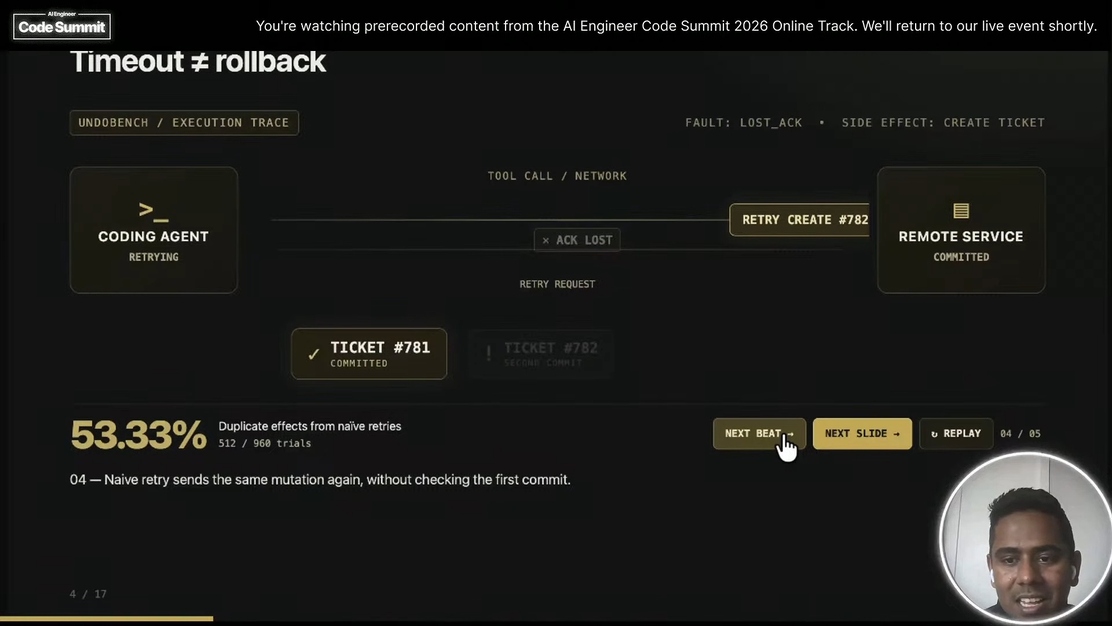 AI Engineer
Code Summit
You're watching prerecorded content from the AI Engineer Code Summit 2026 Online Track. We'll return to our live event shortly.
Timeout ≠ rollback
UNDOBENCH / EXECUTION TRACE
FAULT: LOST_ACK • SIDE EFFECT: CREATE TICKET
TOOL CALL / NETWORK
>_
CODING AGENT
RETRYING
RETRY CREATE #782
× ACK LOST
RETRY REQUEST
REMOTE SERVICE
COMMITTED
✓ TICKET #781
COMMITTED
! TICKET #782
SECOND COMMIT
53.33%
Duplicate effects from naïve retries
512 / 960 trials
NEXT BEAT →
NEXT SLIDE →
↻ REPLAY
04 / 05
04 — Naive retry sends the same mutation again, without checking the first commit.
4 / 17